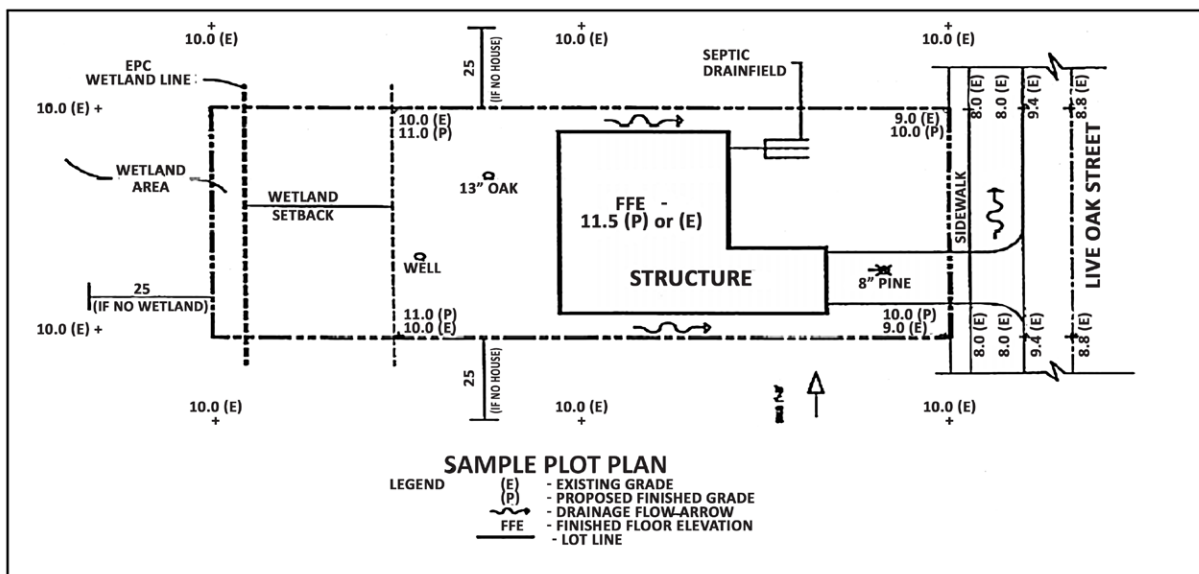 10.0 (E)
10.0 (E)
10.0 (E)
EPC
WETLAND LINE
25
(IF NO HOUSE)
SEPTIC
DRAINFIELD
10.0 (E)
10.0 (E)
11.0 (P)
9.0 (E)
10.0 (P)
8.0 (E)
8.0 (E)
9.4 (E)
8.8 (E)
WETLAND
AREA
WETLAND
SETBACK
13" OAK
FFE -
11.5 (P) or (E)
SIDEWALK
LIVE OAK STREET
WELL
STRUCTURE
8" PINE
25
(IF NO WETLAND)
10.0 (E)
11.0 (P)
10.0 (E)
10.0 (P)
9.0 (E)
8.0 (E)
8.0 (E)
9.4 (E)
8.8 (E)
25
(IF NO HOUSE)
10.0 (E)
10.0 (E)
10.0 (E)
SAMPLE PLOT PLAN
LEGEND
(E) - EXISTING GRADE
(P) - PROPOSED FINISHED GRADE
- DRAINAGE FLOW ARROW
FFE - FINISHED FLOOR ELEVATION
- LOT LINE